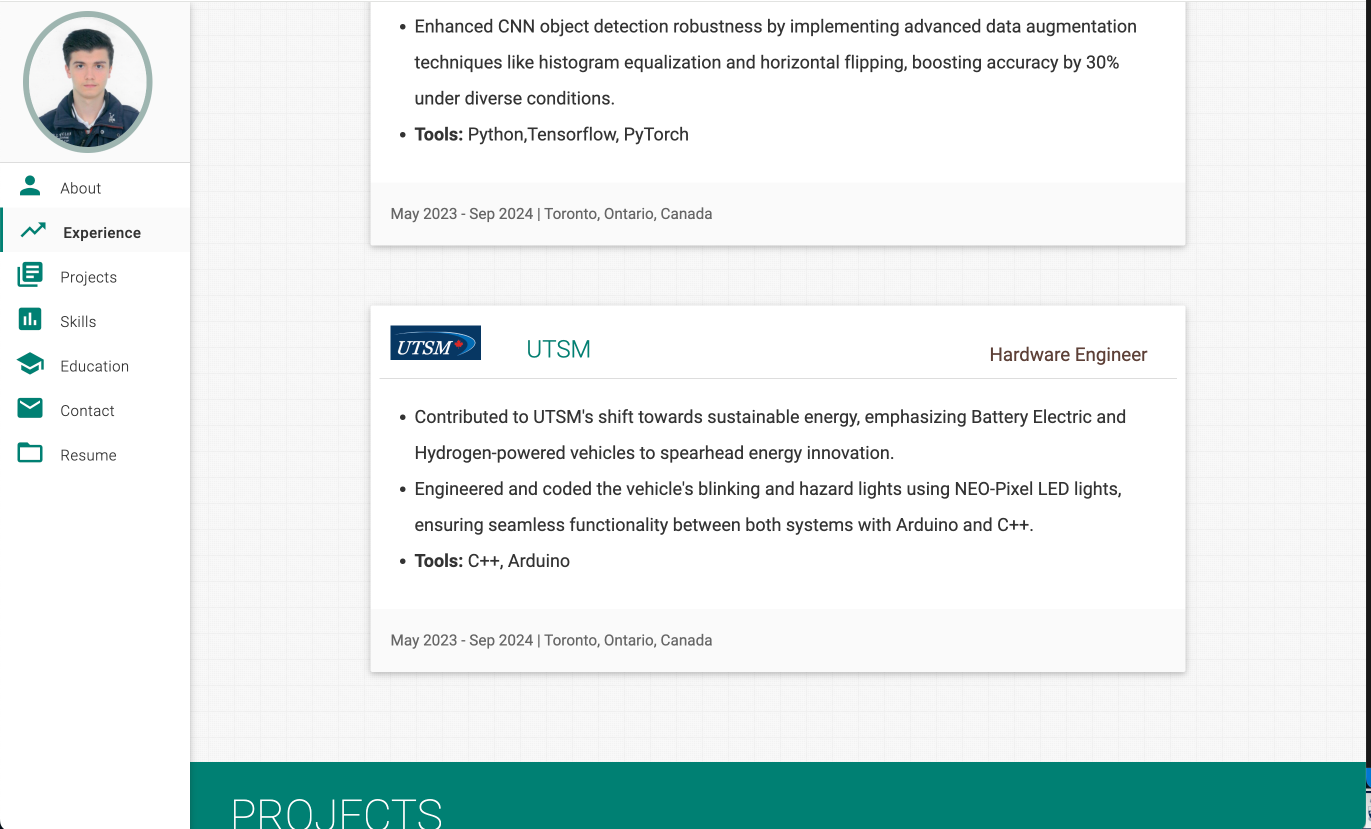 About
Experience
Projects
Skills
Education
Contact
Resume
• Enhanced CNN object detection robustness by implementing advanced data augmentation
techniques like histogram equalization and horizontal flipping, boosting accuracy by 30%
under diverse conditions.
• Tools: Python,Tensorflow, PyTorch
May 2023 - Sep 2024 | Toronto, Ontario, Canada
UTSM
UTSM
Hardware Engineer
• Contributed to UTSM's shift towards sustainable energy, emphasizing Battery Electric and
Hydrogen-powered vehicles to spearhead energy innovation.
• Engineered and coded the vehicle's blinking and hazard lights using NEO-Pixel LED lights,
ensuring seamless functionality between both systems with Arduino and C++.
• Tools: C++, Arduino
May 2023 - Sep 2024 | Toronto, Ontario, Canada
PROJECTS